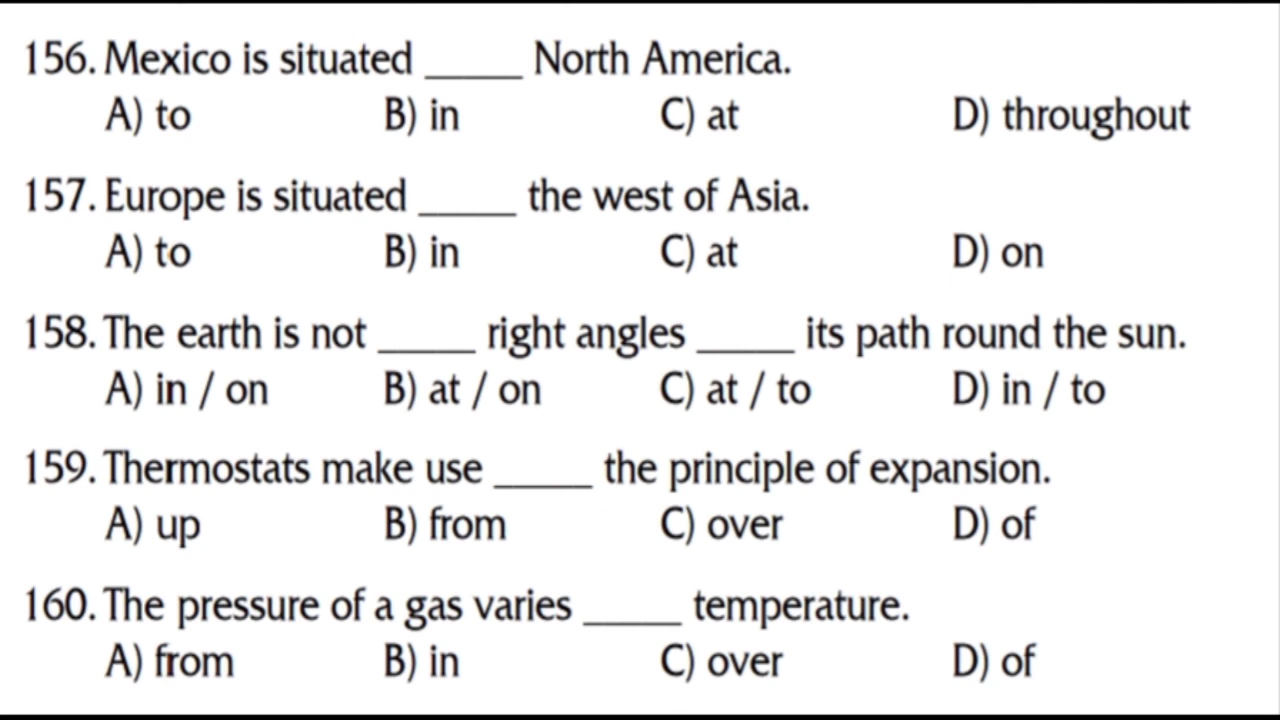 156. Mexico is situated _____ North America.
A) to B) in C) at D) throughout
157. Europe is situated _____ the west of Asia.
A) to B) in C) at D) on
158. The earth is not _____ right angles _____ its path round the sun.
A) in / on B) at / on C) at / to D) in / to
159. Thermostats make use _____ the principle of expansion.
A) up B) from C) over D) of
160. The pressure of a gas varies _____ temperature.
A) from B) in C) over D) of